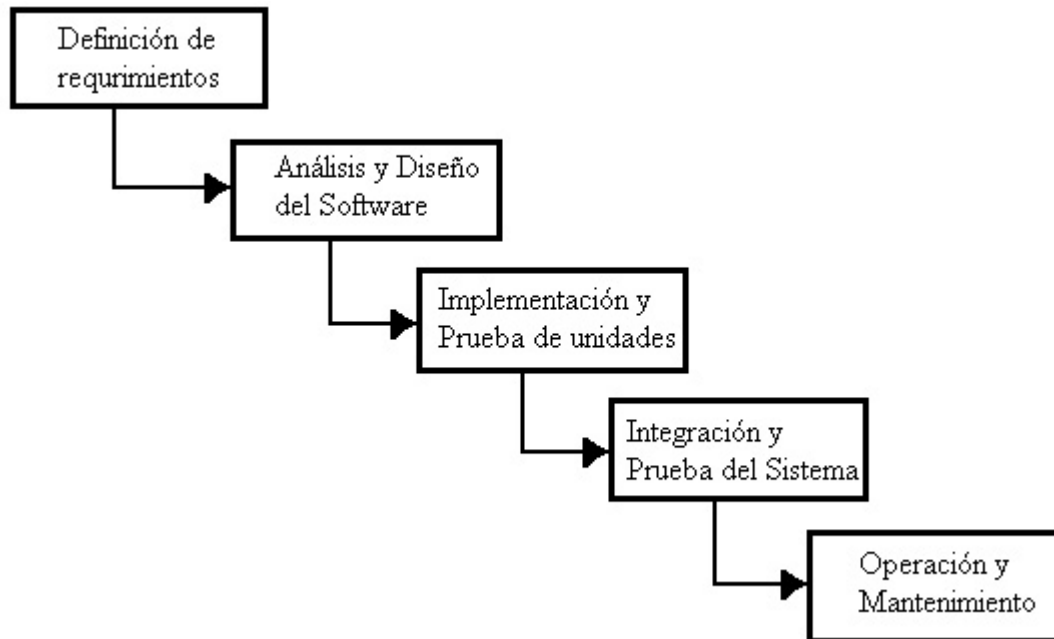 Definición de
requrimientos
Análisis y Diseño
del Software
Implementación y
Prueba de unidades
Integración y
Prueba del Sistema
Operación y
Mantenimiento